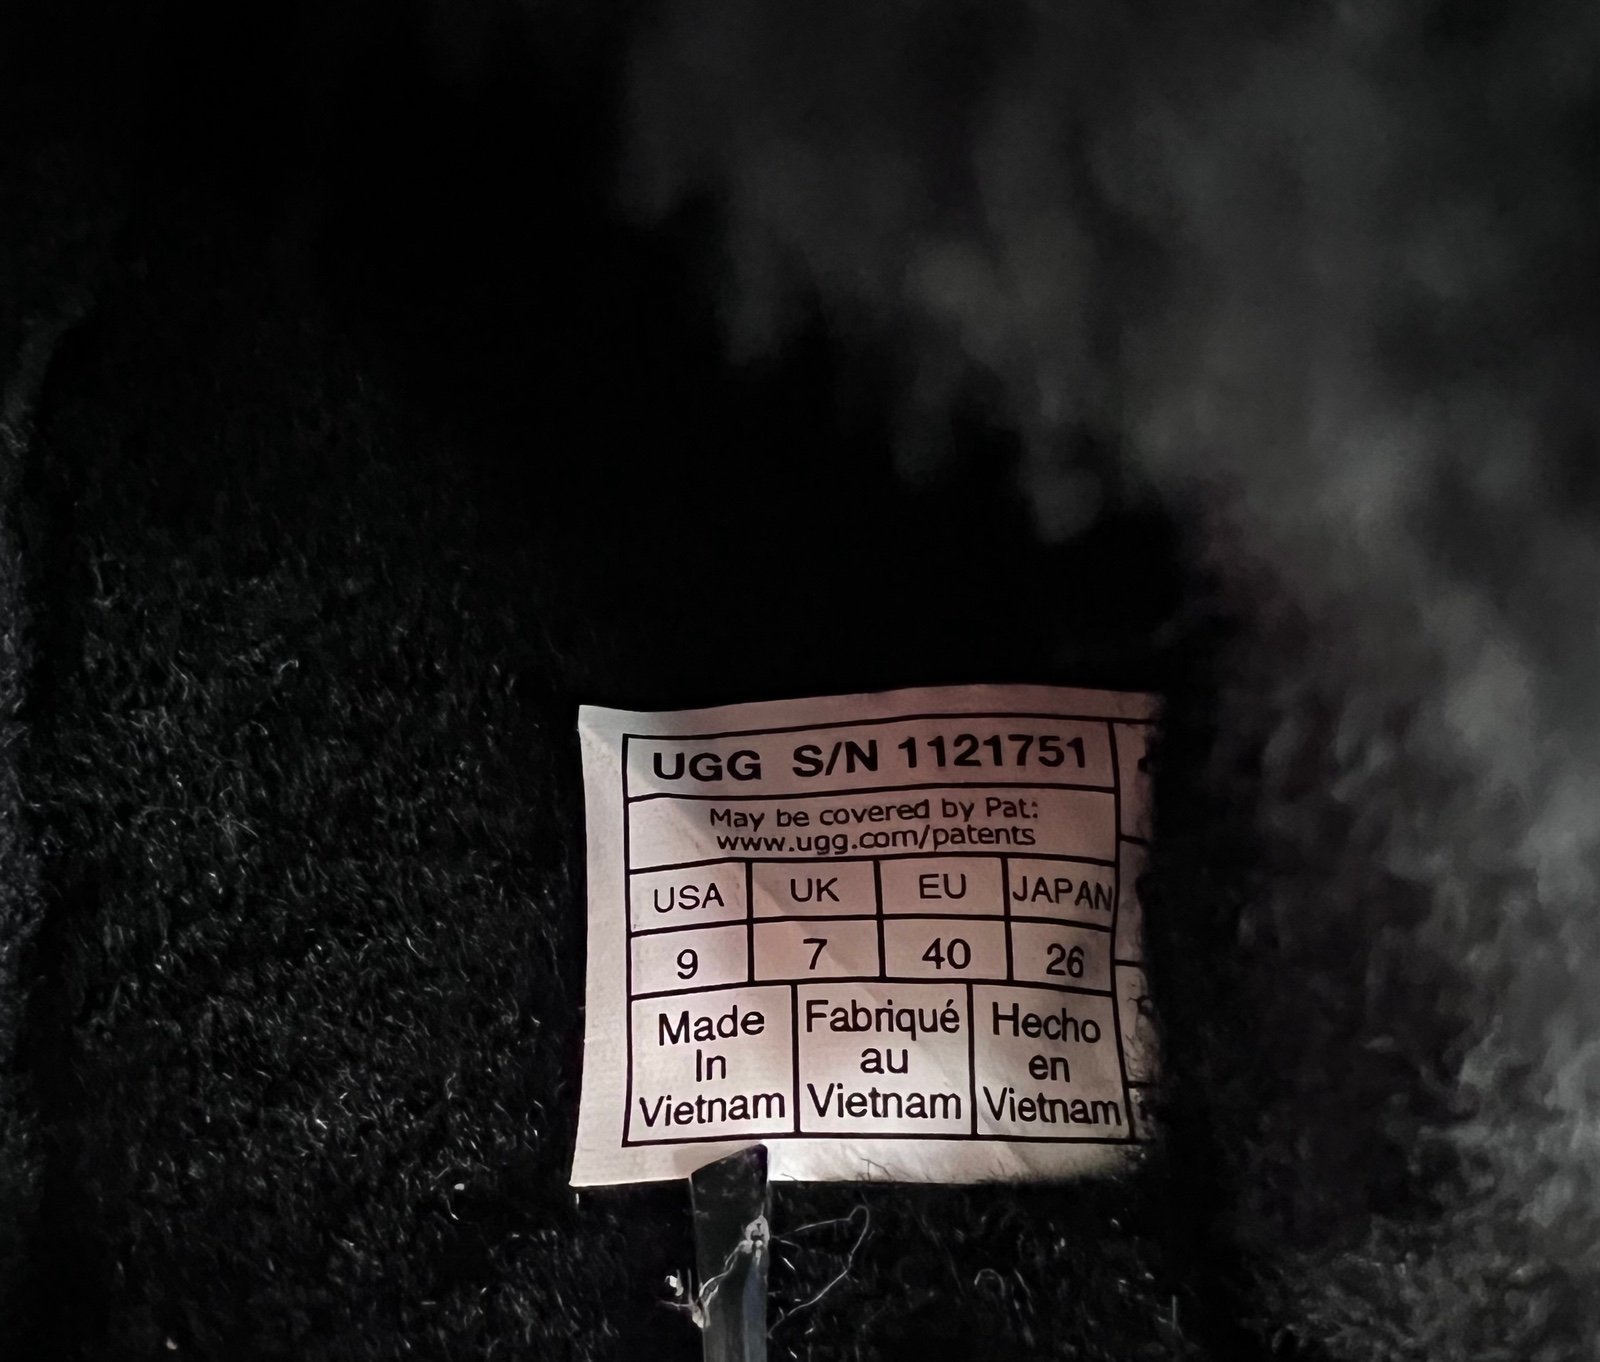 UGG S/N 1121751
May be covered by Pat.:
www.ugg.com/patents
USA UK EU JAPAN
9 7 40 26
Made Fabriqué Hecho
In au en
Vietnam Vietnam Vietnam